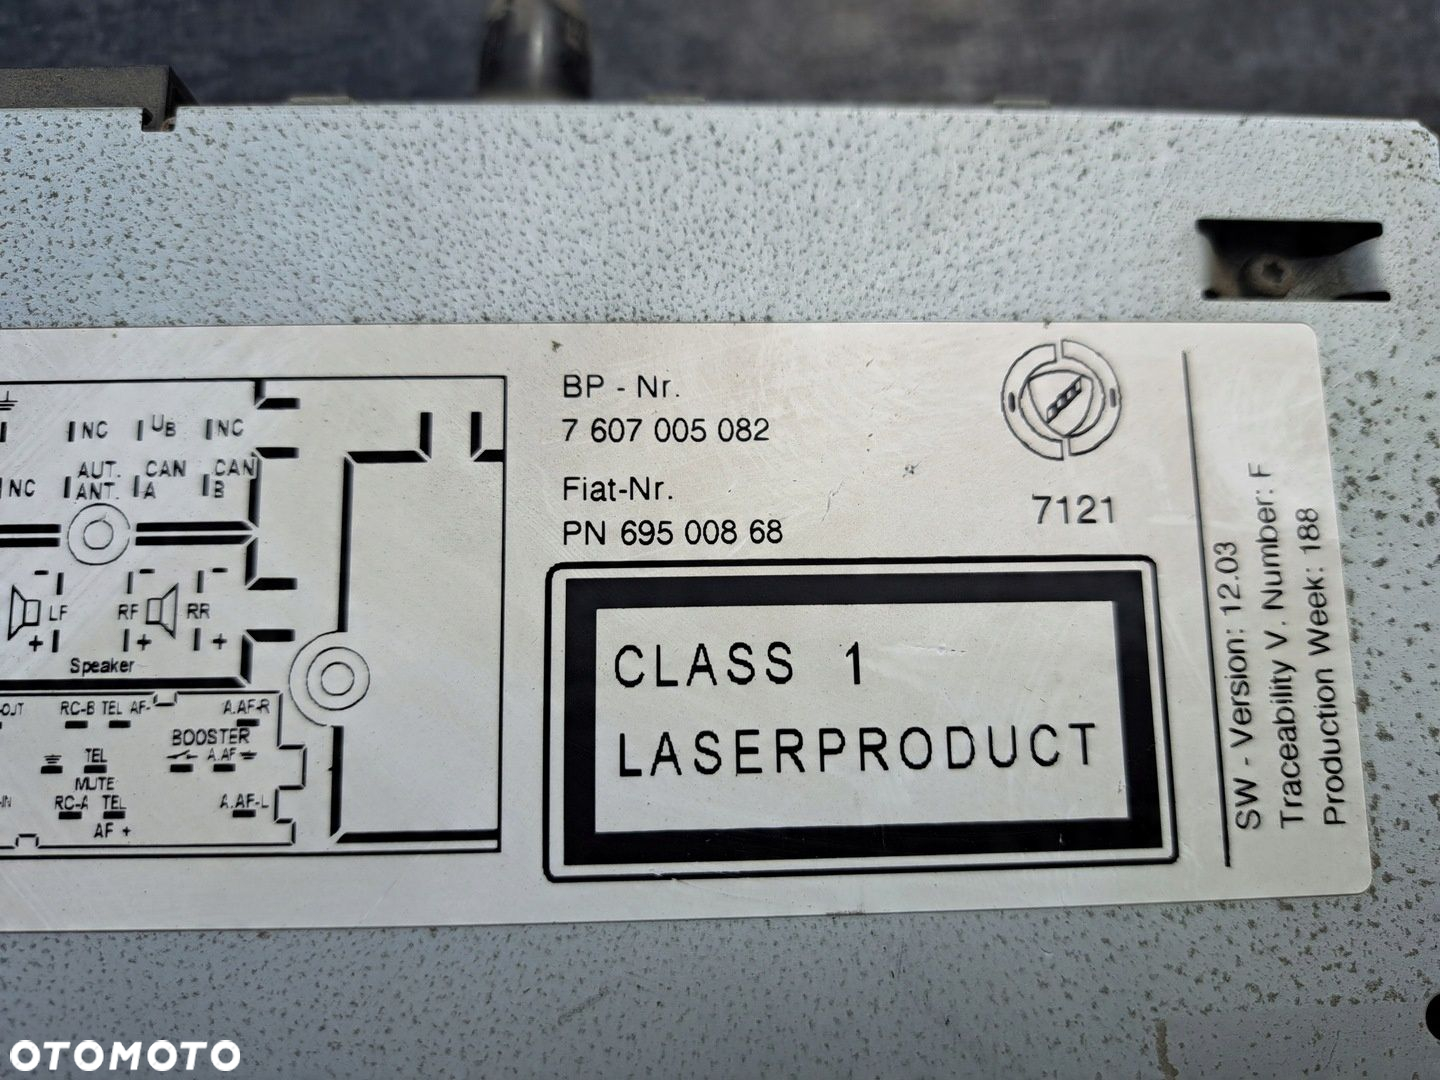 NC UB NC
NC AUT. ANT. CAN A CAN B
- - -
LF RF RR
+ + +
Speaker
-OUT RC-B TEL AF- A.AF-R
BOOSTER
TEL A.AF
MUTE
-IN RC-A TEL A.AF-L
AF +
BP - Nr.
7 607 005 082
Fiat-Nr.
PN 695 008 68
7121
CLASS 1
LASERPRODUCT
SW - Version: 12.03
Traceability V. Number: F
Production Week: 188
OTOMOTO